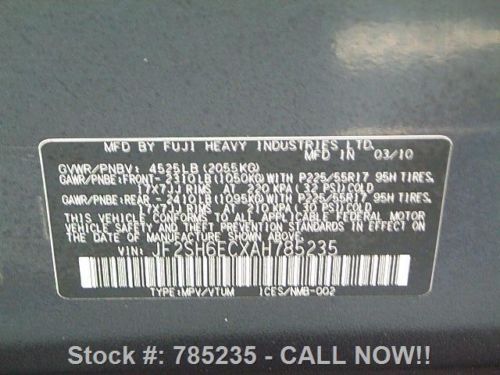 MFD BY FUJI HEAVY INDUSTRIES LTD.
GVWR/PNBV: 4525LB (2055KG) MFD IN 03/10
GAWR/PNBE:FRONT- 2310LB(1050KG)WITH P225/55R17 95H TIRES.
17X7JJ RIMS AT 220 KPA (32 PSI)COLD
GAWR/PNBE:REAR - 2410LB(1095KG)WITH P225/55R17 95H TIRES.
17X7JJ RIMS AT 210 KPA (30 PSI)COLD
THIS VEHICLE CONFORMS TO ALL APPLICABLE FEDERAL MOTOR
VEHICLE SAFETY AND THEFT PREVENTION STANDARDS IN EFFECT
ON THE DATE OF MANUFACTURE SHOWN ABOVE.
VIN: JF2SH6ECXAH785235
TYPE:MPV/VTUM ICES/NMB-002
Stock #: 785235 - CALL NOW!!